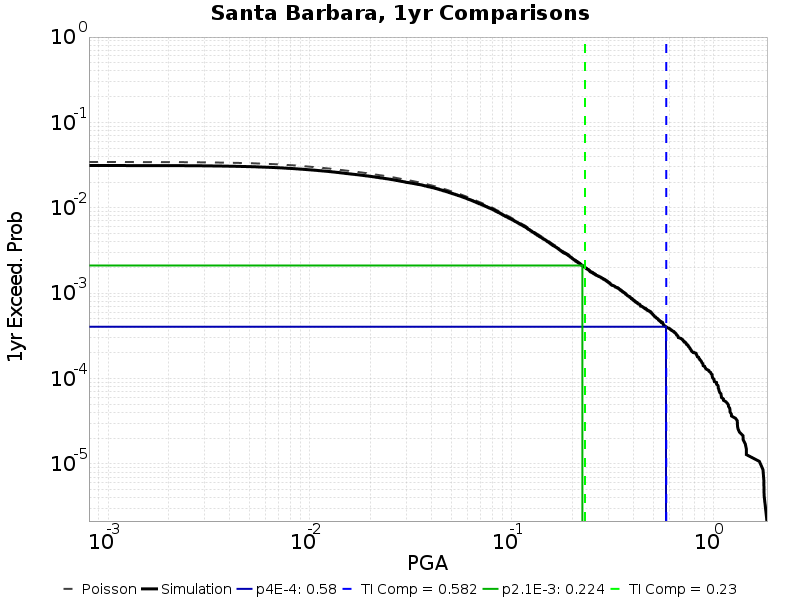 Santa Barbara, 1yr Comparisons
10^0
10^-1
10^-2
10^-3
10^-4
10^-5
1yr Exceed. Prob
10^-3 10^-2 10^-1 10^0
PGA
Poisson Simulation p4E-4: 0.58 TI Comp = 0.582 p2.1E-3: 0.224 TI Comp = 0.23